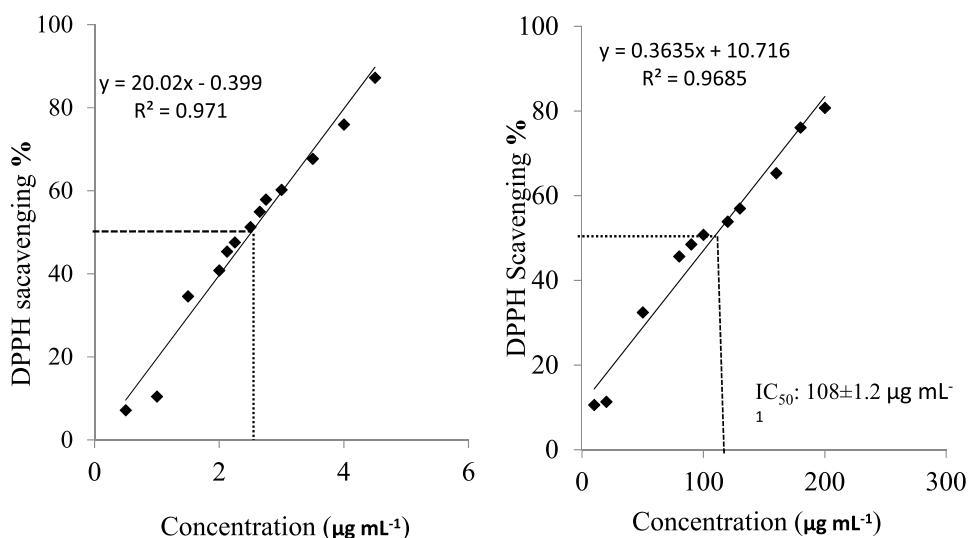 100
80
60
40
20
0
0
2
4
6
y = 20.02x - 0.399
R² = 0.971
DPPH sacavenging %
Concentration (µg mL⁻¹)
100
80
60
40
20
0
0
100
200
300
y = 0.3635x + 10.716
R² = 0.9685
DPPH Scavenging %
IC₅₀: 108±1.2 µg mL⁻
¹
Concentration (µg mL⁻¹)